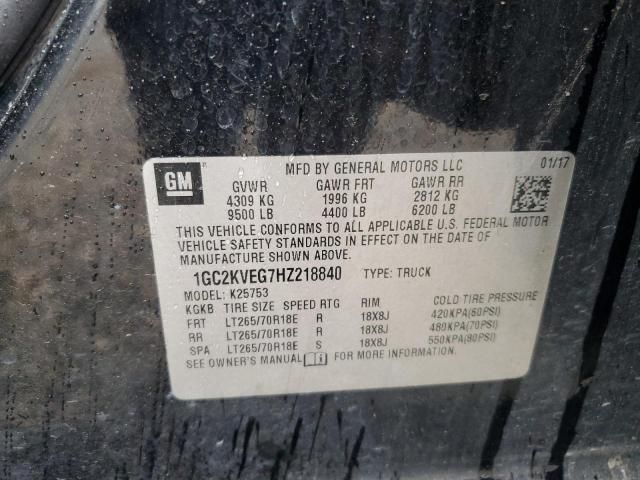 GM
MFD BY GENERAL MOTORS LLC 01/17
GVWR GAWR FRT GAWR RR
4309 KG 1996 KG 2812 KG
9500 LB 4400 LB 6200 LB
THIS VEHICLE CONFORMS TO ALL APPLICABLE U.S. FEDERAL MOTOR
VEHICLE SAFETY STANDARDS IN EFFECT ON THE DATE OF
MANUFACTURE SHOWN ABOVE.
1GC2KVEG7HZ218840 TYPE: TRUCK
MODEL: K25753
KGKB TIRE SIZE SPEED RTG RIM COLD TIRE PRESSURE
FRT LT265/70R18E R 18X8J 420KPA(60PSI)
RR LT265/70R18E R 18X8J 480KPA(70PSI)
SPA LT265/70R18E S 18X8J 550KPA(80PSI)
SEE OWNER'S MANUAL FOR MORE INFORMATION.